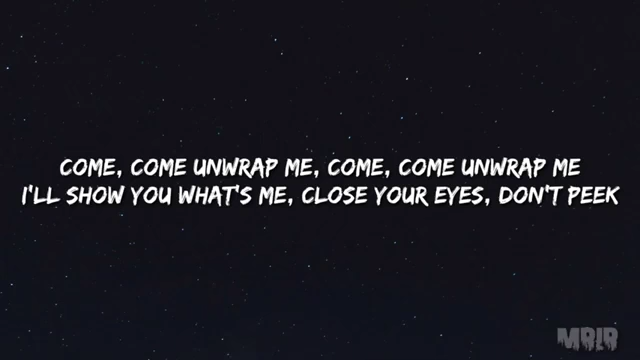 COME, COME UNWRAP ME, COME, COME UNWRAP ME
I'LL SHOW YOU WHAT'S ME, CLOSE YOUR EYES, DON'T PEEK